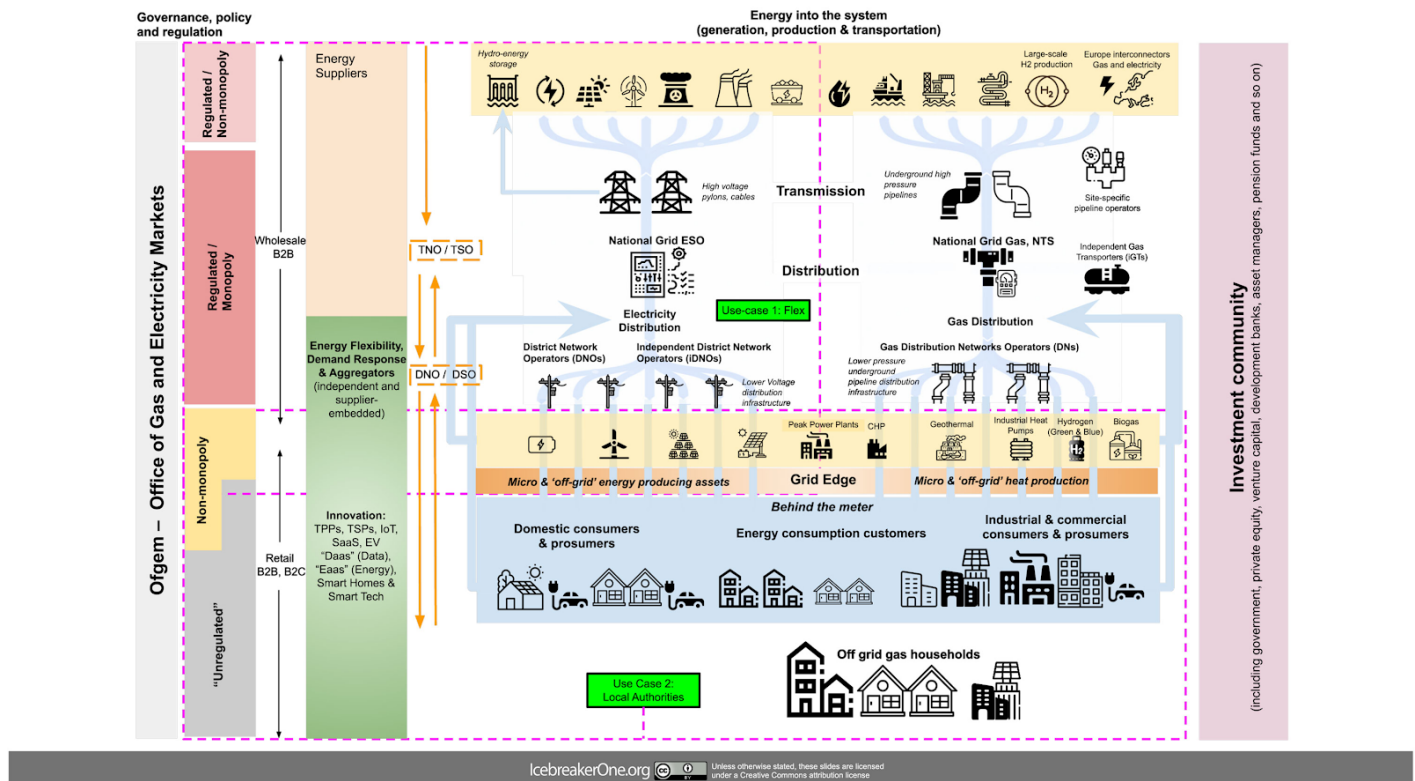 Governance, policy
and regulation
Energy into the system
(generation, production & transportation)
Ofgem – Office of Gas and Electricity Markets
Regulated /
Non-monopoly
Regulated /
Monopoly
Non-monopoly
“Unregulated”
Wholesale
B2B
Retail
B2B, B2C
Energy
Suppliers
Energy Flexibility,
Demand Response
& Aggregators
(independent and
supplier-
embedded)
Innovation:
TPPs, TSPs, IoT,
SaaS, EV
“Daas” (Data),
“Eaas” (Energy),
Smart Homes &
Smart Tech
TNO / TSO
DNO / DSO
Hydro-energy
storage
Large-scale
H2 production
Europe interconnectors
Gas and electricity
H2
High voltage
pylons, cables
Transmission
Underground high
pressure
pipelines
Site-specific
pipeline operators
National Grid ESO
Distribution
National Grid Gas, NTS
Independent Gas
Transporters (iGTs)
Electricity
Distribution
Use-case 1: Flex
Gas Distribution
District Network
Operators (DNOs)
Independent District Network
Operators (iDNOs)
Lower Voltage
distribution
infrastructure
Gas Distribution Networks Operators (DNs)
Lower pressure
underground
pipeline distribution
infrastructure
Peak Power Plants
CHP
Geothermal
Industrial Heat
Pumps
Hydrogen
(Green & Blue)
Biogas
H2
Micro & ‘off-grid’ energy producing assets
Grid Edge
Micro & ‘off-grid’ heat production
Behind the meter
Domestic consumers
& prosumers
Energy consumption customers
Industrial & commercial
consumers & prosumers
Off grid gas households
Use Case 2:
Local Authorities
Investment community
(including government, private equity, venture capital, development banks, asset managers, pension funds and so on)
IcebreakerOne.org
cc
BY
Unless otherwise stated, these slides are licensed
under a Creative Commons attribution license